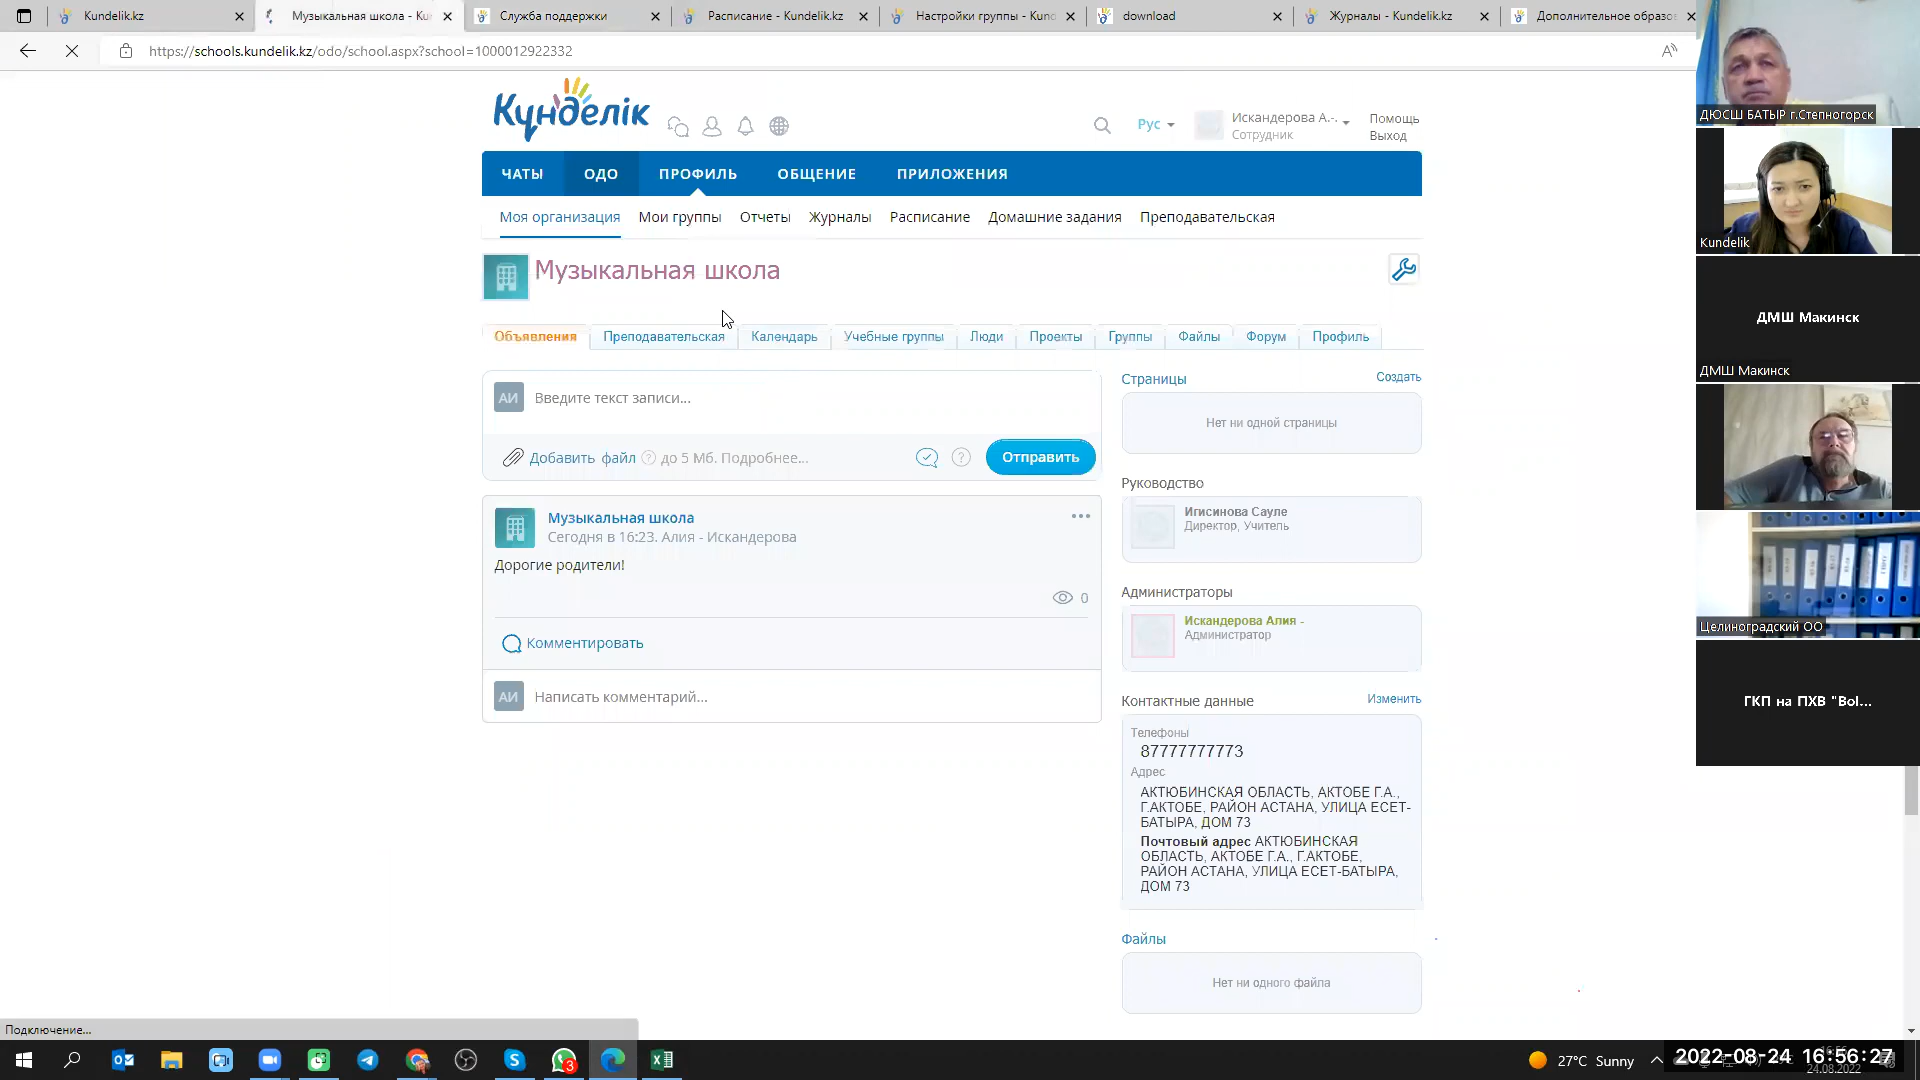 Kundelik.kz
Музыкальная школа - Ku
Служба поддержки
Расписание - Kundelik.kz
Настройки группы - Kund
download
Журналы - Kundelik.kz
Дополнительное образо
https://schools.kundelik.kz/odo/school.aspx?school=1000012922332
Күнделік
Рус
Искандерова А.-.
Сотрудник
Помощь
Выход
ЧАТЫ
ОДО
ПРОФИЛЬ
ОБЩЕНИЕ
ПРИЛОЖЕНИЯ
Моя организация
Мои группы
Отчеты
Журналы
Расписание
Домашние задания
Преподавательская
Музыкальная школа
Объявления
Преподавательская
Календарь
Учебные группы
Люди
Проекты
Группы
Файлы
Форум
Профиль
АИ
Введите текст записи...
Добавить файл ? до 5 Мб. Подробнее...
?
Отправить
Музыкальная школа
Сегодня в 16:23. Алия - Искандерова
Дорогие родители!
0
Комментировать
АИ
Написать комментарий...
Страницы
Создать
Нет ни одной страницы
Руководство
Игисинова Сауле
Директор, Учитель
Администраторы
Искандерова Алия -
Администратор
Контактные данные
Изменить
Телефоны
87777777773
Адрес
АКТЮБИНСКАЯ ОБЛАСТЬ, АКТОБЕ Г.А.,
Г.АКТОБЕ, РАЙОН АСТАНА, УЛИЦА ЕСЕТ-
БАТЫРА, ДОМ 73
Почтовый адрес АКТЮБИНСКАЯ
ОБЛАСТЬ, АКТОБЕ Г.А., Г.АКТОБЕ,
РАЙОН АСТАНА, УЛИЦА ЕСЕТ-БАТЫРА,
ДОМ 73
Файлы
Нет ни одного файла
ДЮСШ БАТЫР г.Степногорск
Kundelik
ДМШ Макинск
ДМШ Макинск
Целиноградский ОО
ГКП на ПХВ "Bol...
Подключение...
3
27°C Sunny
2022-08-24 16:56:27
24.08.2022